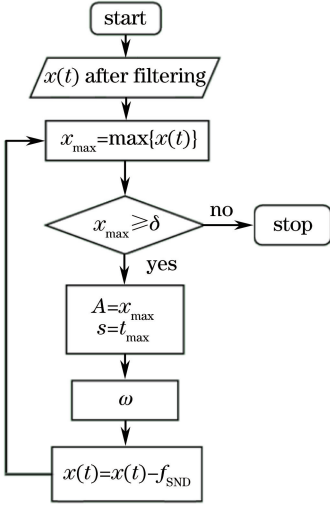 start
x(t) after filtering
x_max=max{x(t)}
x_max⩾δ
no
stop
yes
A=x_max
s=t_max
ω
x(t)=x(t)−f_SND